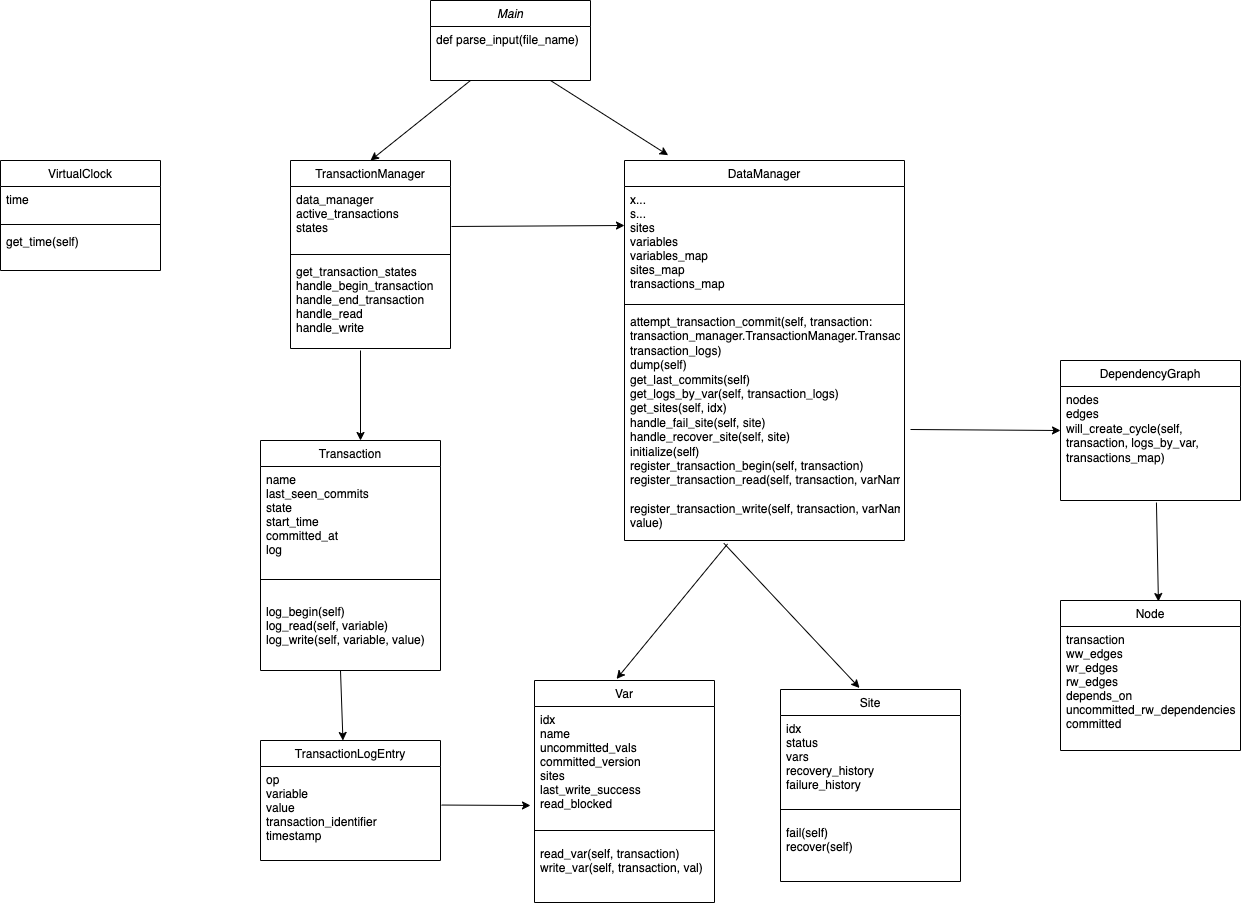 Main
def parse_input(file_name)
VirtualClock
time
get_time(self)
TransactionManager
data_manager
active_transactions
states
get_transaction_states
handle_begin_transaction
handle_end_transaction
handle_read
handle_write
DataManager
x...
s...
sites
variables
variables_map
sites_map
transactions_map
attempt_transaction_commit(self, transaction:
transaction_manager.TransactionManager.Transac
transaction_logs)
dump(self)
get_last_commits(self)
get_logs_by_var(self, transaction_logs)
get_sites(self, idx)
handle_fail_site(self, site)
handle_recover_site(self, site)
initialize(self)
register_transaction_begin(self, transaction)
register_transaction_read(self, transaction, varNam
register_transaction_write(self, transaction, varNam
value)
DependencyGraph
nodes
edges
will_create_cycle(self,
transaction, logs_by_var,
transactions_map)
Transaction
name
last_seen_commits
state
start_time
committed_at
log
log_begin(self)
log_read(self, variable)
log_write(self, variable, value)
Node
transaction
ww_edges
wr_edges
rw_edges
depends_on
uncommitted_rw_dependencies
committed
TransactionLogEntry
op
variable
value
transaction_identifier
timestamp
Var
idx
name
uncommitted_vals
committed_version
sites
last_write_success
read_blocked
read_var(self, transaction)
write_var(self, transaction, val)
Site
idx
status
vars
recovery_history
failure_history
fail(self)
recover(self)